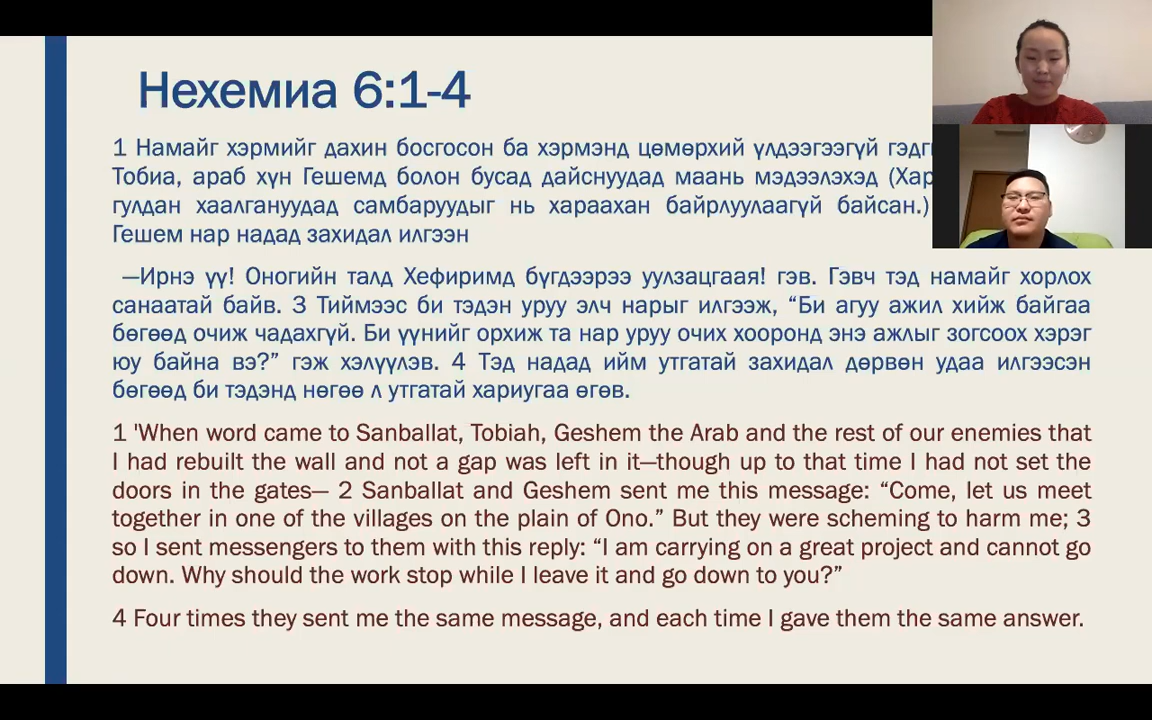 Нехемиа 6:1-4
1 Намайг хэрмийг дахин босгосон ба хэрмэнд цөмөрхий үлдээгээгүй
Тобиа, араб хүн Гешемд болон бусад дайснуудад маань мэдээлэхэд
гулдан хаалгануудад самбаруудыг нь хараахан байрлуулаагүй байсан.)
Гешем нар надад захидал илгээн
—Ирнэ үү! Оногийн талд Хефиримд бүгдээрээ уулзацгаая! гэв. Гэвч тэд намайг хорлох
санаатай байв. 3 Тиймээс би тэдэн уруу элч нарыг илгээж, “Би агуу ажил хийж байгаа
бөгөөд очиж чадахгүй. Би үүнийг орхиж та нар уруу очих хооронд энэ ажлыг зогсоох хэрэг
юу байна вэ?” гэж хэлүүлэв. 4 Тэд надад ийм утгатай захидал дөрвөн удаа илгээсэн
бөгөөд би тэдэнд нөгөө л утгатай хариугаа өгөв.
1 'When word came to Sanballat, Tobiah, Geshem the Arab and the rest of our enemies that
I had rebuilt the wall and not a gap was left in it—though up to that time I had not set the
doors in the gates— 2 Sanballat and Geshem sent me this message: “Come, let us meet
together in one of the villages on the plain of Ono.” But they were scheming to harm me; 3
so I sent messengers to them with this reply: “I am carrying on a great project and cannot go
down. Why should the work stop while I leave it and go down to you?”
4 Four times they sent me the same message, and each time I gave them the same answer.